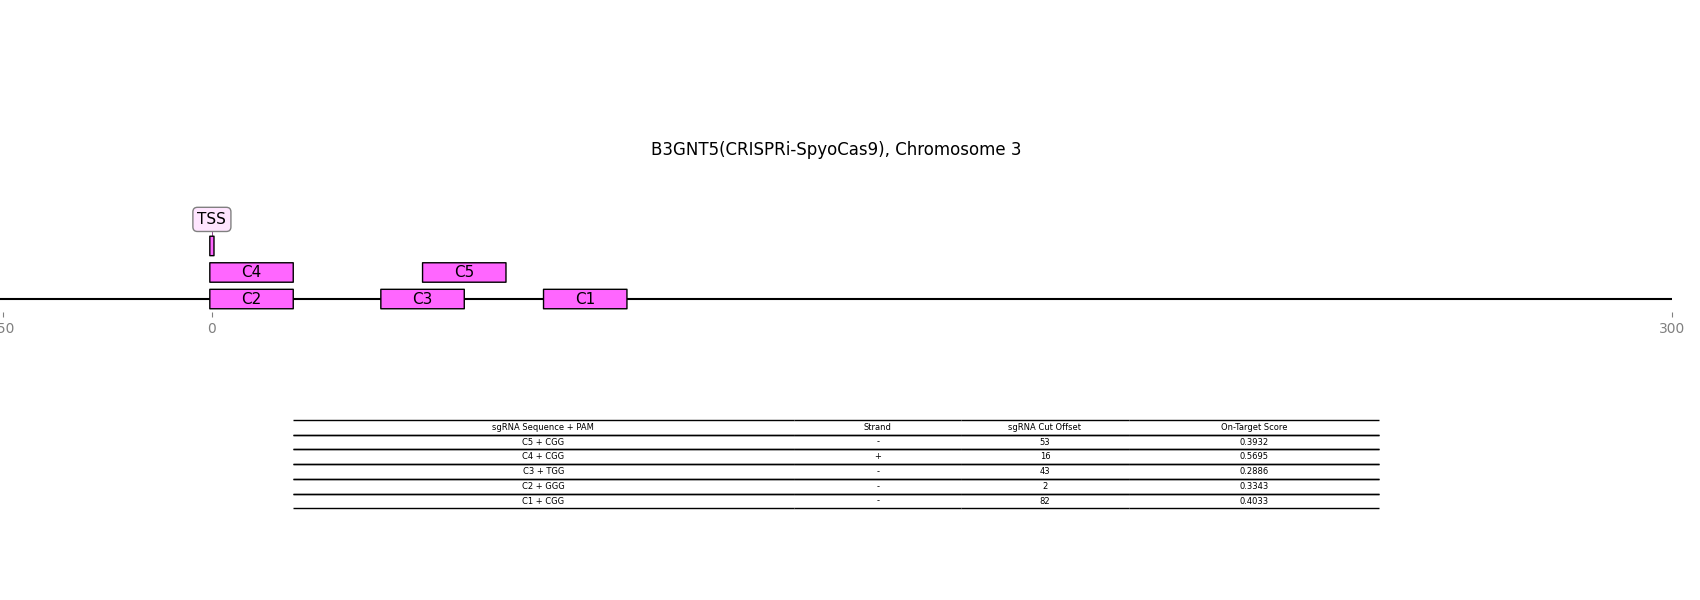 B3GNT5(CRISPRi-SpyoCas9), Chromosome 3
TSS
C4 C5
C2 C3 C1
50 0 300
sgRNA Sequence + PAM Strand sgRNA Cut Offset On-Target Score
C5 + CGG - 53 0.3932
C4 + CGG + 16 0.5695
C3 + TGG - 43 0.2886
C2 + GGG - 2 0.3343
C1 + CGG - 82 0.4033